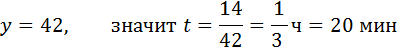 y = 42, значит t = 14/42 = 1/3 ч = 20 мин